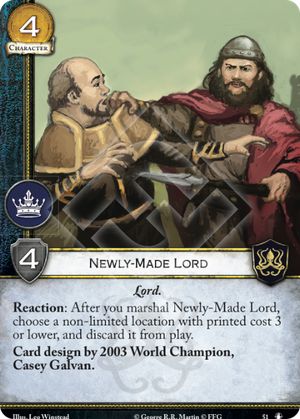 4
CHARACTER
4
NEWLY-MADE LORD
Lord.
Reaction: After you marshal Newly-Made Lord,
choose a non-limited location with printed cost 3
or lower, and discard it from play.
Card design by 2003 World Champion,
Casey Galvan.
Illus. Leo Winstead © George R.R. Martin © FFG 51